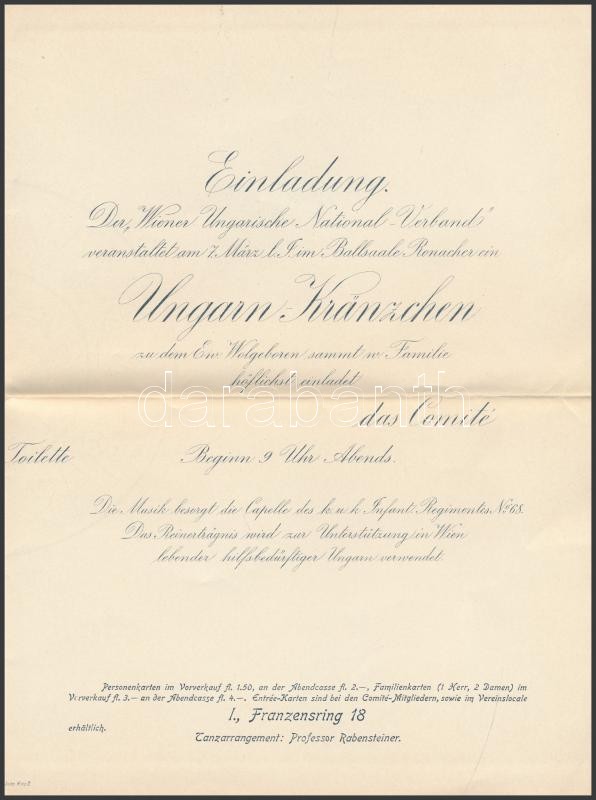 Einladung.
Der „Wiener Ungarische National-Verband"
veranstaltet am 7. März l. J. im Ballsaale Ronacher ein
Ungarn-Kränzchen
zu dem Ew. Wolgeboren sammt w. Familie
höflichst einladet
darabanth
das Comité
Toilette Beginn 9 Uhr Abends.
Die Musik besorgt die Capelle des k. u. k. Infant. Regimentes No. 68.
Das Reinerträgnis wird zur Unterstützung in Wien
lebender hilfsbedürftiger Ungarn verwendet.
Personenkarten im Vorverkauf fl. 1.50, an der Abendcasse fl. 2.—, Familienkarten (1 Herr, 2 Damen) im
Vorverkauf fl. 3.— an der Abendcasse fl. 4.—. Entrée-Karten sind bei den Comité-Mitgliedern, sowie im Vereinslocale
I., Franzensring 18
erhältlich.
Tanzarrangement: Professor Rabensteiner.